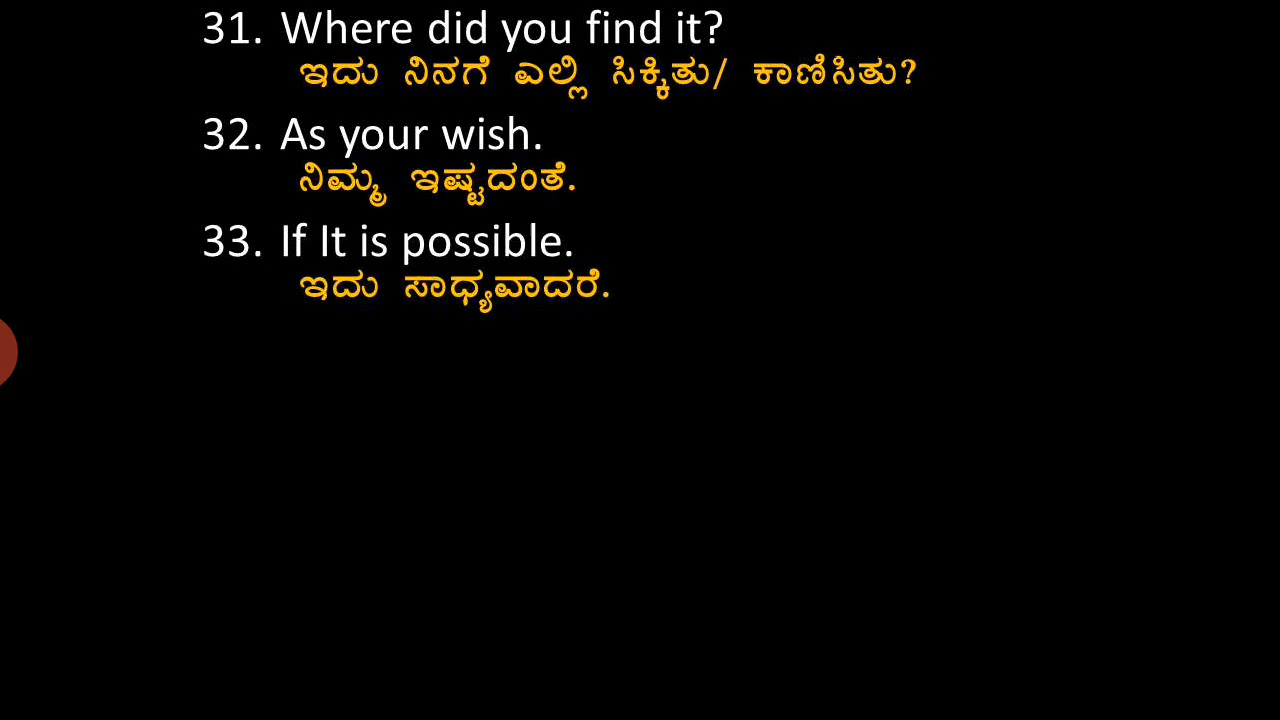 31. Where did you find it?
ಇದು ನಿನಗೆ ಎಲ್ಲಿ ಸಿಕ್ಕಿತು/ ಕಾಣಿಸಿತು?
32. As your wish.
ನಿಮ್ಮ ಇಷ್ಟದಂತೆ.
33. If It is possible.
ಇದು ಸಾಧ್ಯವಾದರೆ.